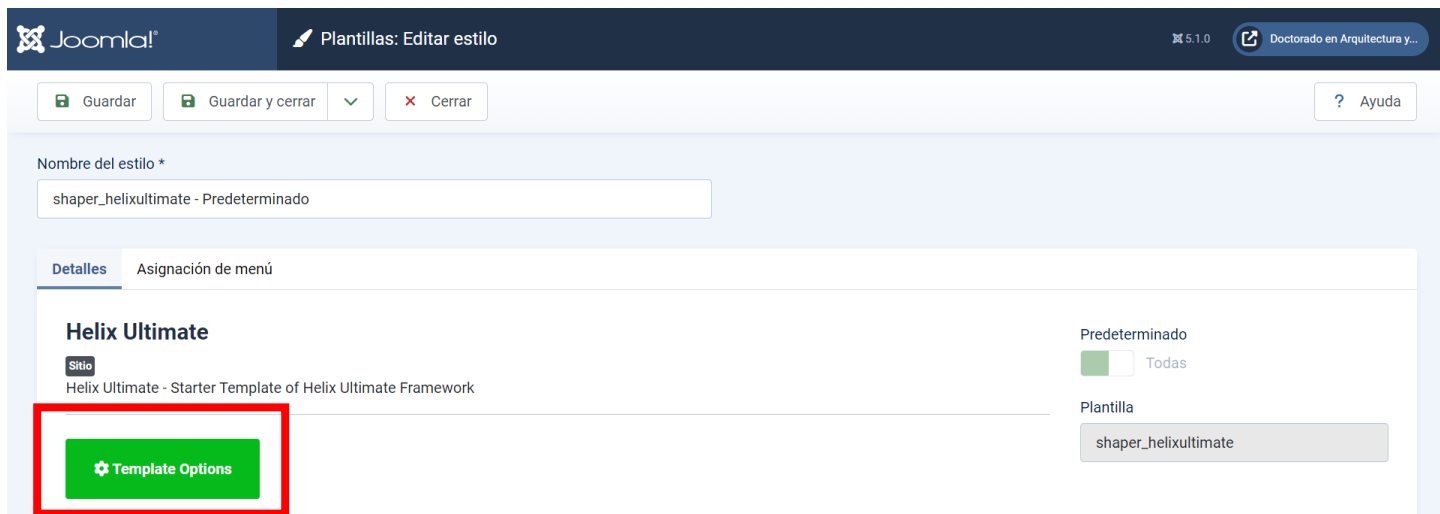 Joomla!® Plantillas: Editar estilo 5.1.0 Doctorado en Arquitectura y...
Guardar Guardar y cerrar Cerrar ? Ayuda
Nombre del estilo *
shaper_helixultimate - Predeterminado
Detalles Asignación de menú
Helix Ultimate
Sitio
Helix Ultimate - Starter Template of Helix Ultimate Framework
Template Options
Predeterminado
Todas
Plantilla
shaper_helixultimate